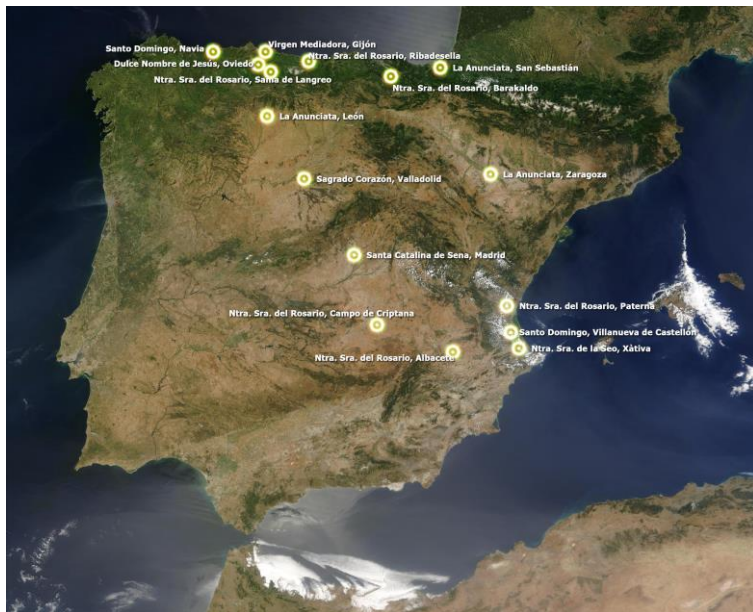 Santo Domingo, Navia
Virgen Mediadora, Gijón
Ntra. Sra. del Rosario, Ribadesella
Dulce Nombre de Jesús, Oviedo
La Anunciata, San Sebastián
Ntra. Sra. del Rosario, Sama de Langreo
Ntra. Sra. del Rosario, Barakaldo
La Anunciata, León
La Anunciata, Zaragoza
Sagrado Corazón, Valladolid
Santa Catalina de Sena, Madrid
Ntra. Sra. del Rosario, Paterna
Ntra. Sra. del Rosario, Campo de Criptana
Santo Domingo, Villanueva de Castellón
Ntra. Sra. de la Seo, Xàtiva
Ntra. Sra. del Rosario, Albacete